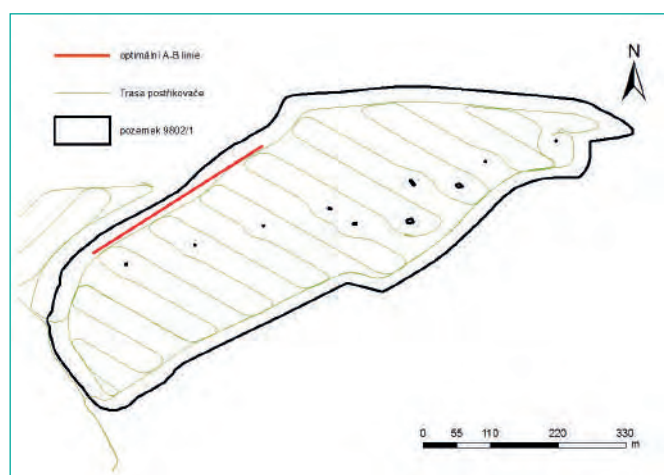 optimální A-B linie
Trasa postřikovače
pozemek 9802/1
N
0 55 110 220 330
m